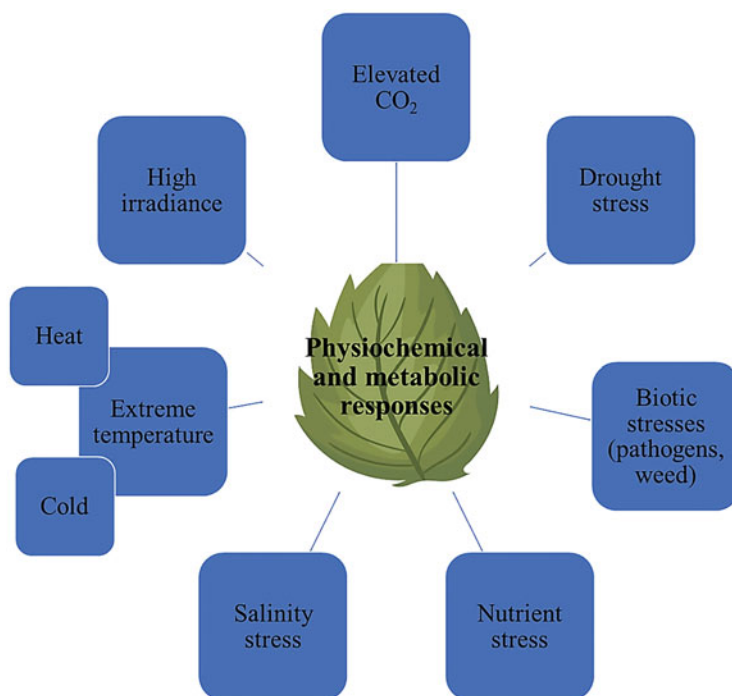 Elevated
CO₂
High
irradiance
Drought
stress
Heat
Physiochemical
and metabolic
responses
Extreme
temperature
Biotic stresses
(pathogens,
weed)
Cold
Salinity
stress
Nutrient
stress